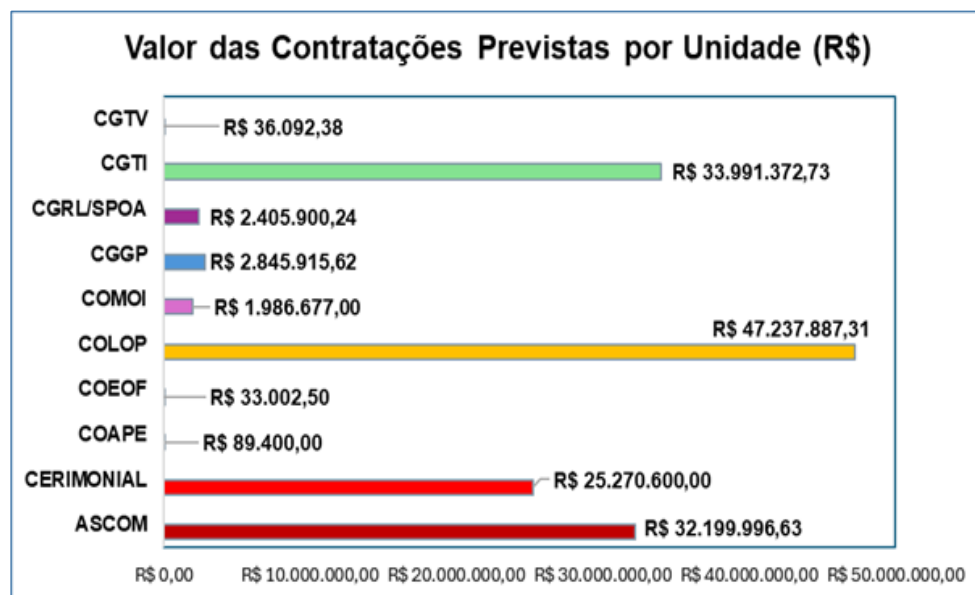 Valor das Contratações Previstas por Unidade (R$)
CGTV
R$ 36.092,38
CGTI
R$ 33.991.372,73
CGRL/SPOA
R$ 2.405.900,24
CGGP
R$ 2.845.915,62
COMOI
R$ 1.986.677,00
COLOP
R$ 47.237.887,31
COEOF
R$ 33.002,50
COAPE
R$ 89.400,00
CERIMONIAL
R$ 25.270.600,00
ASCOM
R$ 32.199.996,63
R$ 0,00 R$ 10.000.000,00 R$ 20.000.000,00 R$ 30.000.000,00 R$ 40.000.000,00 R$ 50.000.000,00